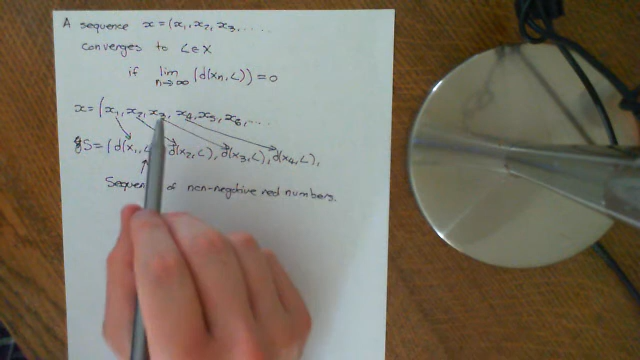 A sequence x = (x₁, x₂, x₃, .....
converges to L ∈ X
if lim n→∞ (d(xₙ, L)) = 0
x = (x₁, x₂, x₃, x₄, x₅, x₆, ...
S = (d(x₁, L), d(x₂, L), d(x₃, L), d(x₄, L),
of non-negative real numbers.